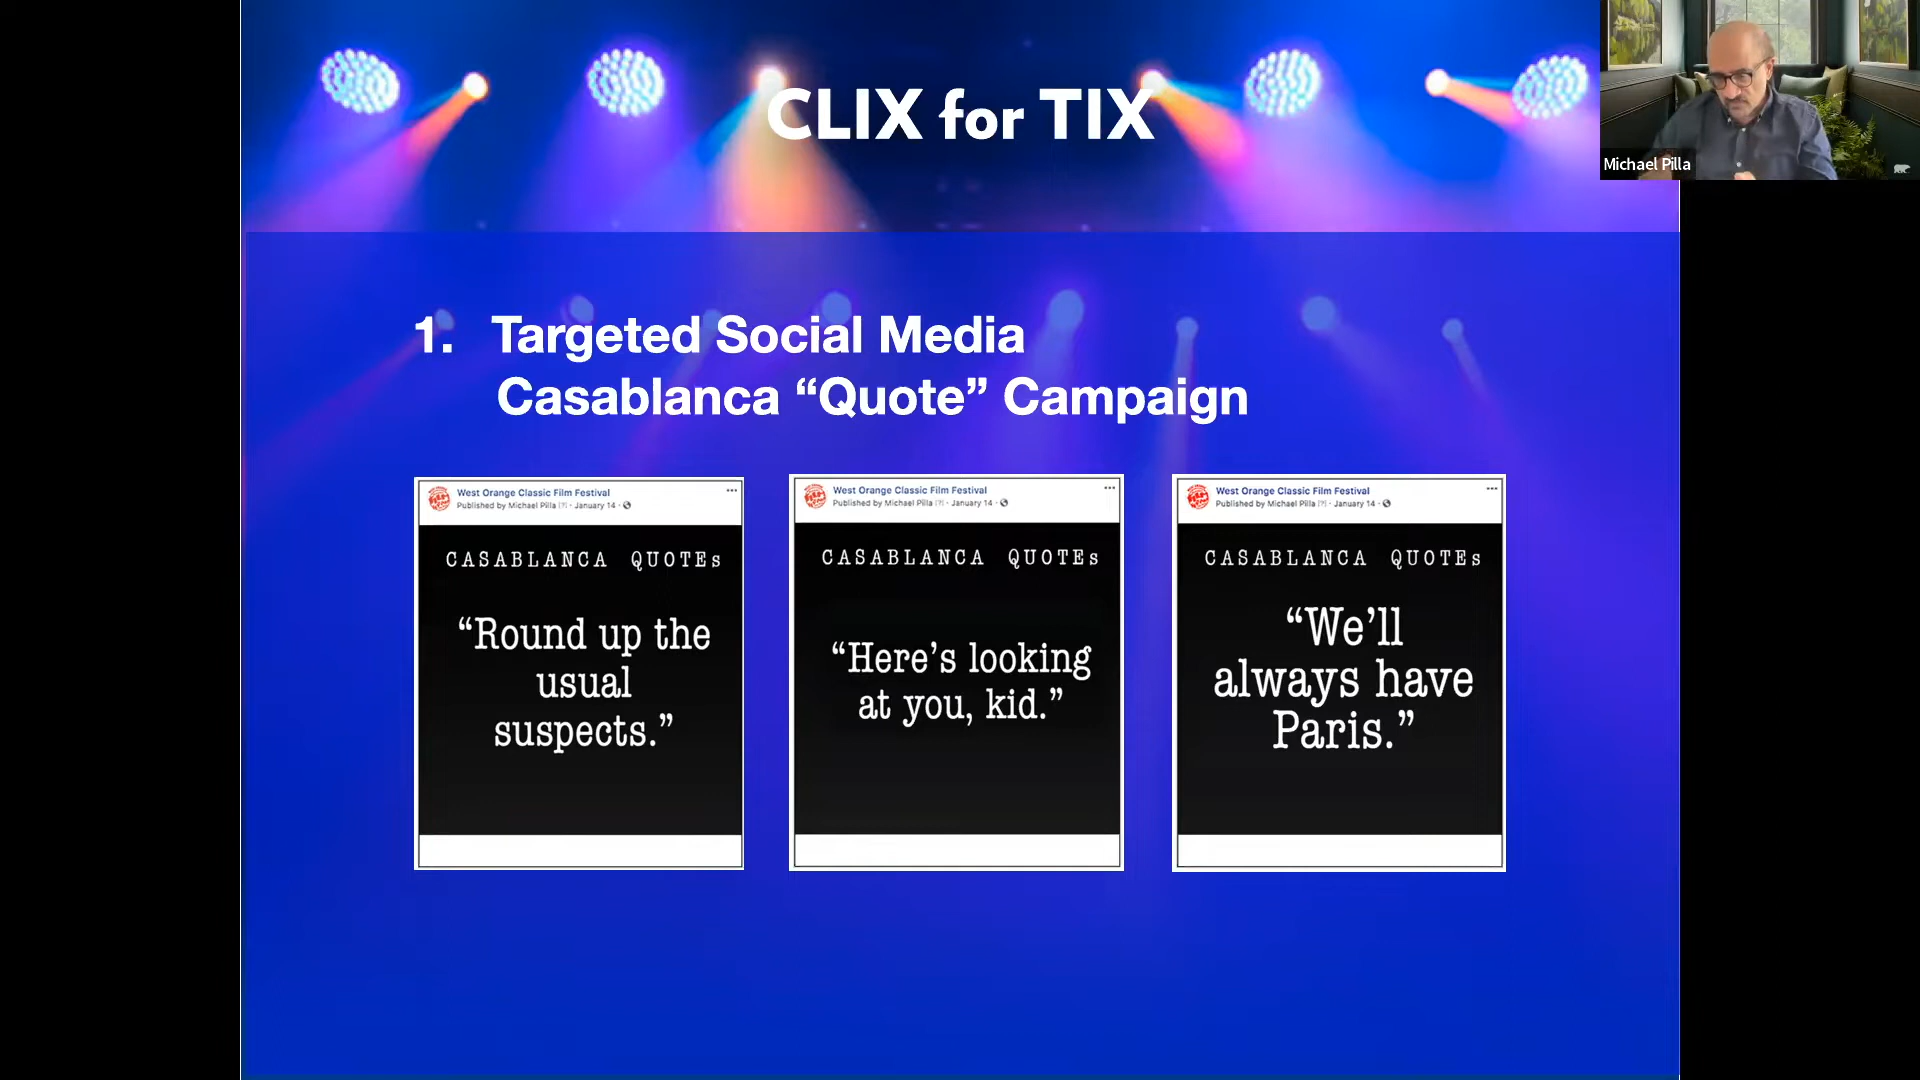 CLIX for TIX
Michael Pilla
1. Targeted Social Media
Casablanca “Quote” Campaign
West Orange Classic Film Festival
Published by Michael Pilla [?] · January 14 ·
CASABLANCA QUOTEs
“Round up the
usual
suspects.”
West Orange Classic Film Festival
Published by Michael Pilla [?] · January 14 ·
CASABLANCA QUOTEs
“Here’s looking
at you, kid.”
West Orange Classic Film Festival
Published by Michael Pilla [?] · January 14 ·
CASABLANCA QUOTEs
“We’ll
always have
Paris.”